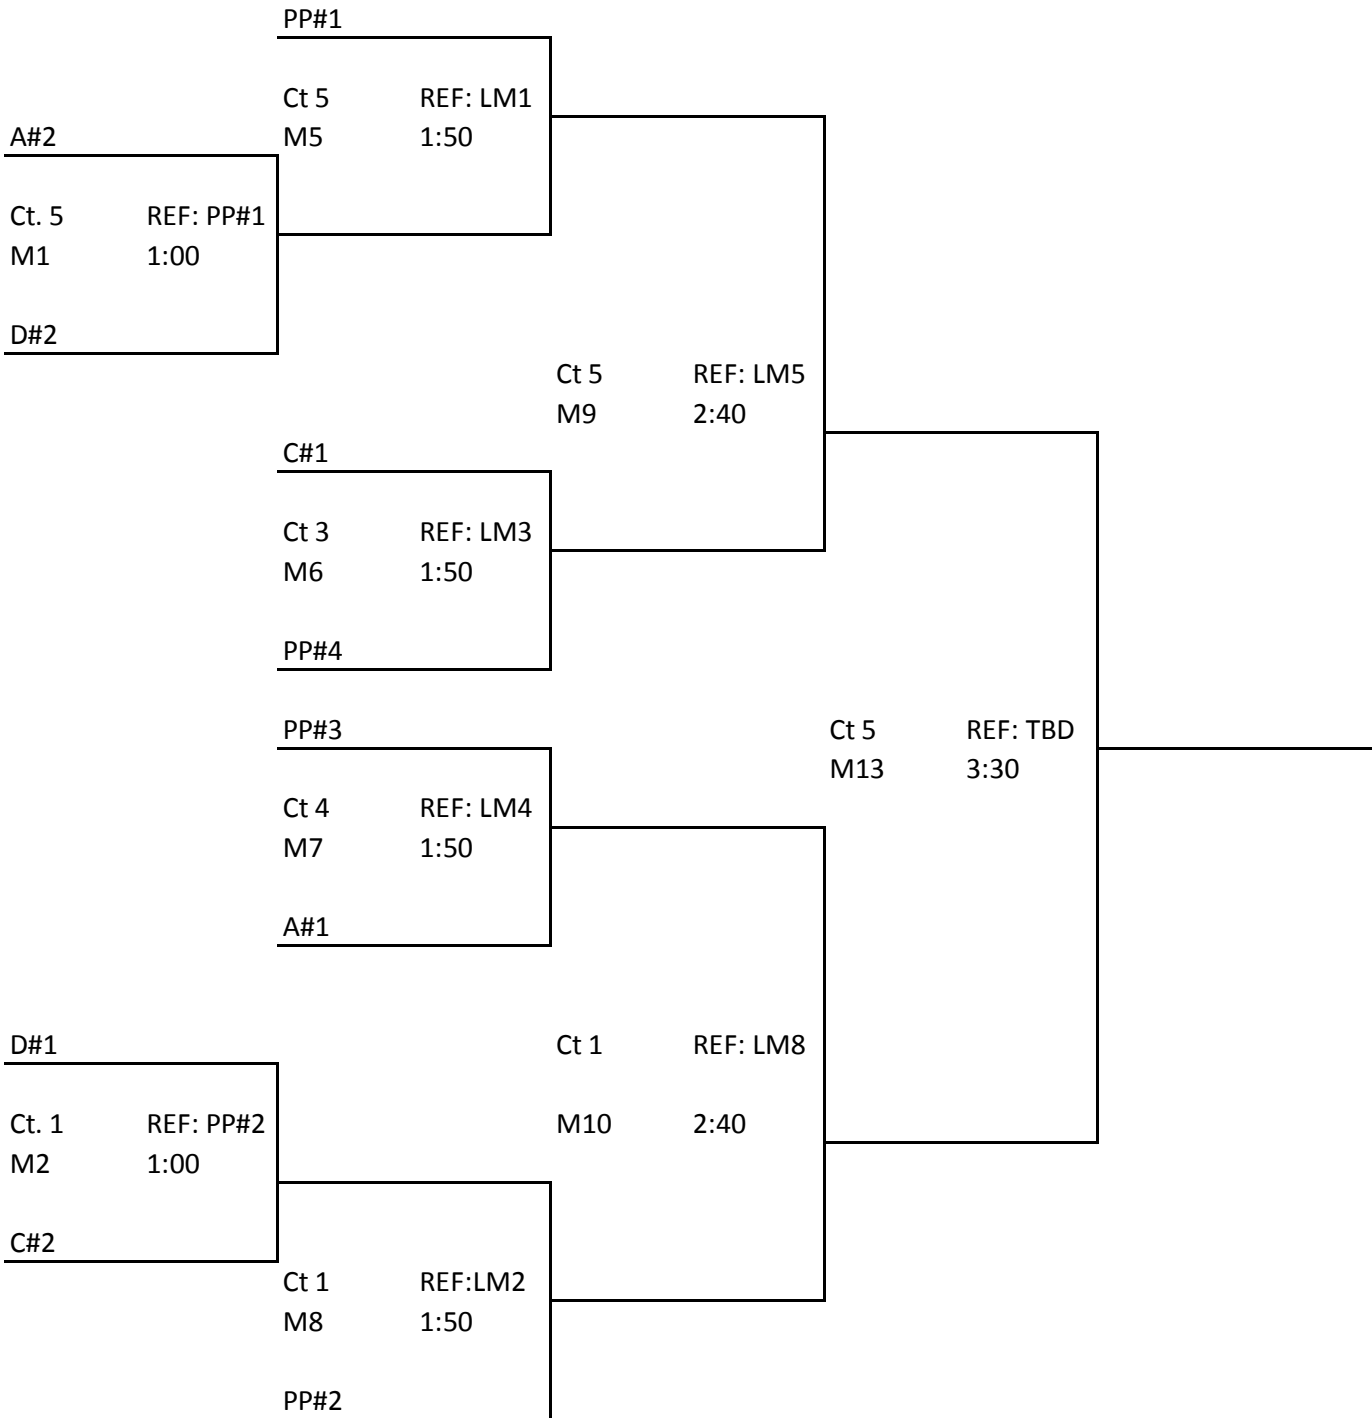 PP#1
Ct 5 REF: LM1
A#2 M5 1:50
Ct. 5 REF: PP#1
M1 1:00
D#2
Ct 5 REF: LM5
M9 2:40
C#1
Ct 3 REF: LM3
M6 1:50
PP#4
PP#3 Ct 5 REF: TBD
M13 3:30
Ct 4 REF: LM4
M7 1:50
A#1
D#1 Ct 1 REF: LM8
Ct. 1 REF: PP#2 M10 2:40
M2 1:00
C#2
Ct 1 REF:LM2
M8 1:50
PP#2